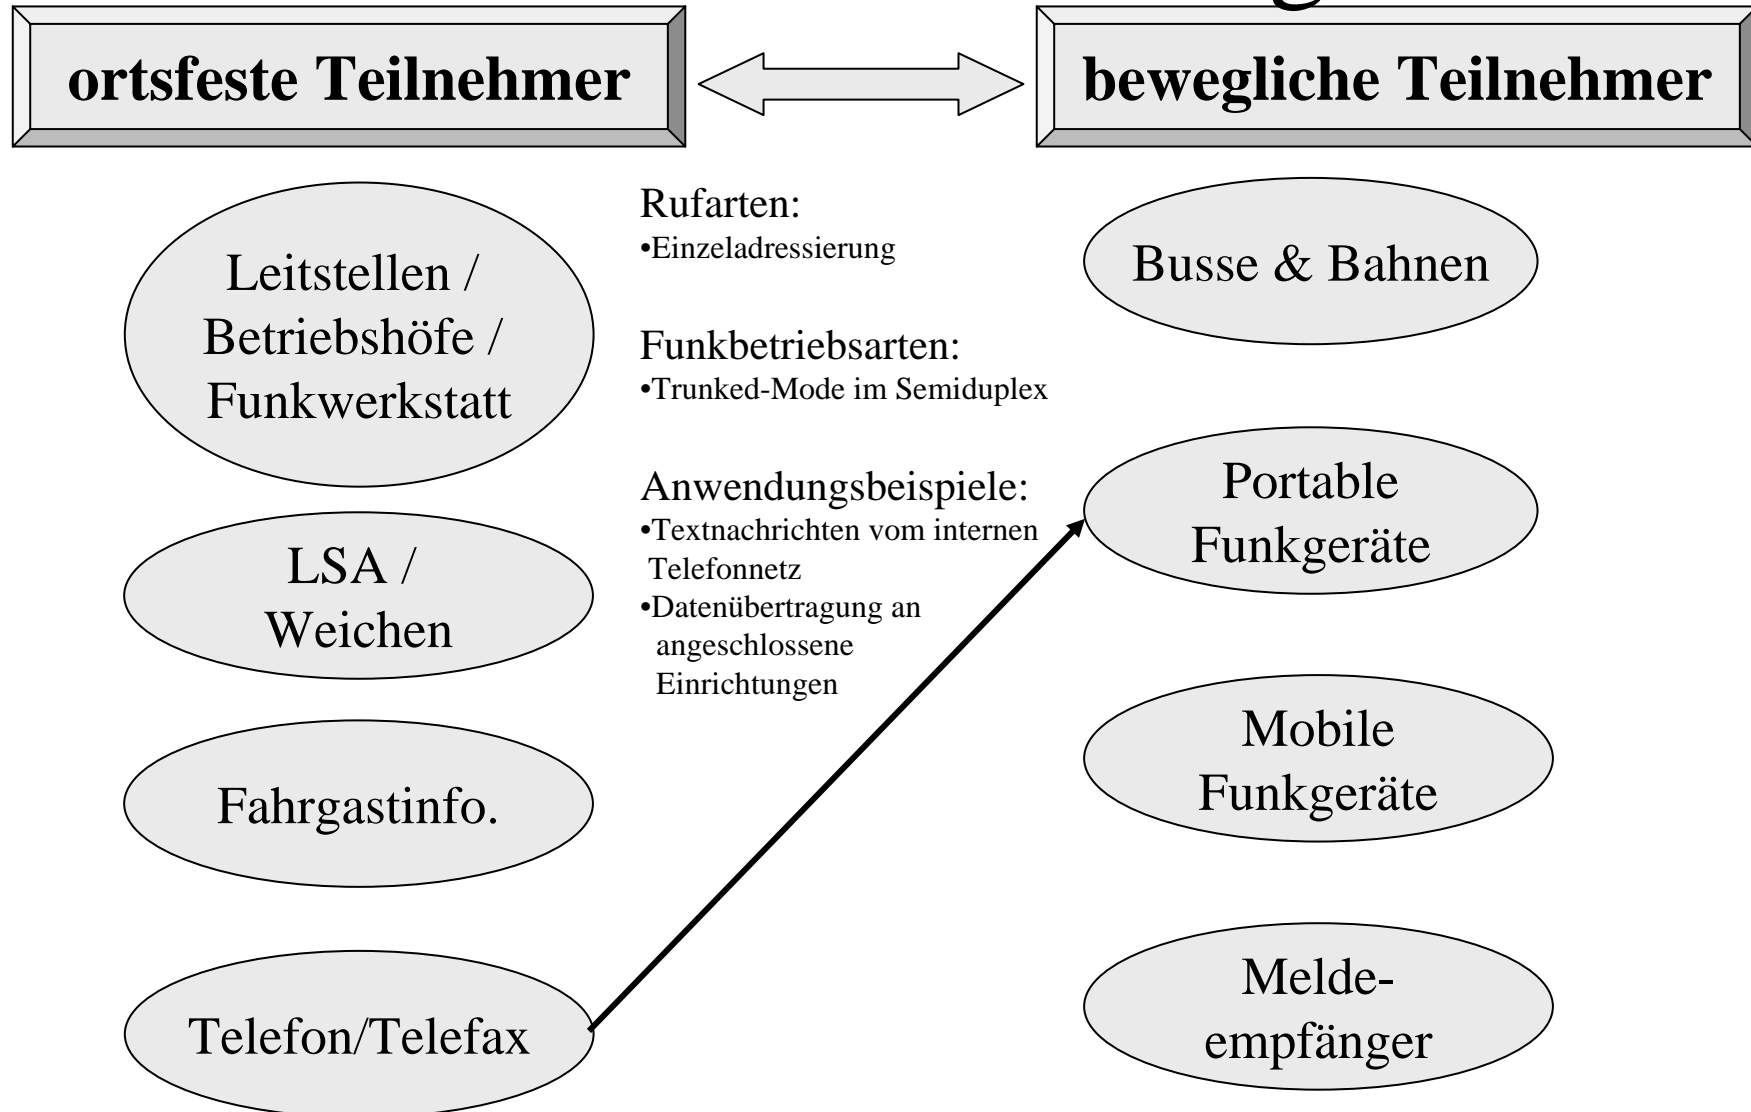 ortsfeste Teilnehmer
bewegliche Teilnehmer
Leitstellen /
Betriebshöfe /
Funkwerkstatt
LSA /
Weichen
Fahrgastinfo.
Telefon/Telefax
Rufarten:
•Einzeladressierung
Funkbetriebsarten:
•Trunked-Mode im Semiduplex
Anwendungsbeispiele:
•Textnachrichten vom internen
Telefonnetz
•Datenübertragung an
angeschlossene
Einrichtungen
Busse & Bahnen
Portable
Funkgeräte
Mobile
Funkgeräte
Melde-
empfänger